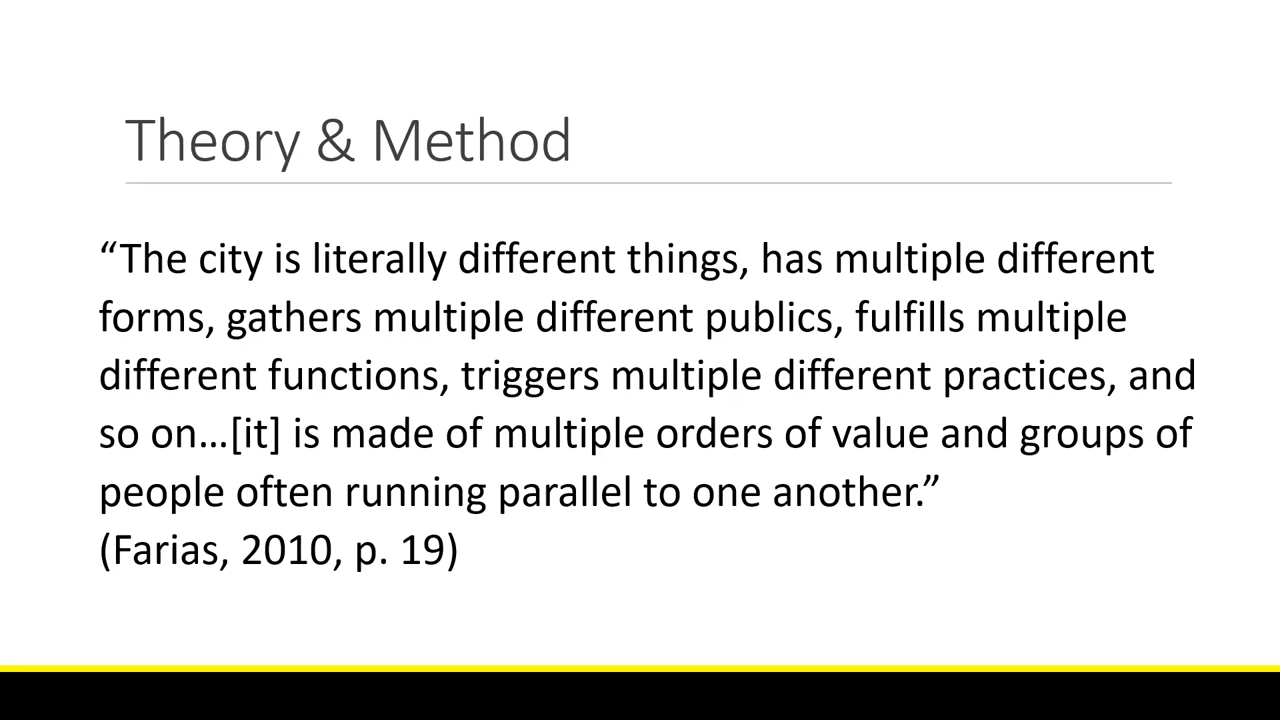 Theory & Method
“The city is literally different things, has multiple different
forms, gathers multiple different publics, fulfills multiple
different functions, triggers multiple different practices, and
so on…[it] is made of multiple orders of value and groups of
people often running parallel to one another.”
(Farias, 2010, p. 19)